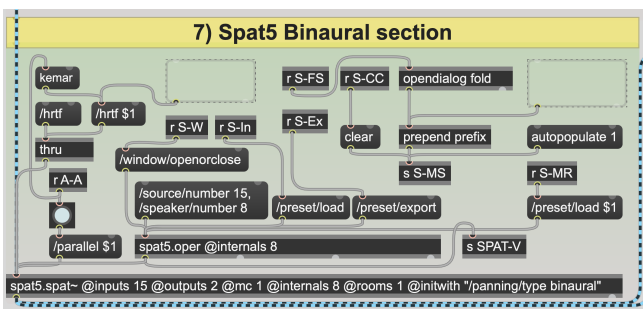 7) Spat5 Binaural section
kemar
r S-FS
r S-CC
opendialog fold
/hrtf
/hrtf $1
r S-W
r S-In
r S-Ex
thru
clear
prepend prefix
autopopulate 1
/window/openorclose
s S-MS
r A-A
r S-MR
/source/number 15,
/speaker/number 8
/preset/load
/preset/export
/preset/load $1
/parallel $1
spat5.oper @internals 8
s SPAT-V
spat5.spat~ @inputs 15 @outputs 2 @mc 1 @internals 8 @rooms 1 @initwith "/panning/type binaural"